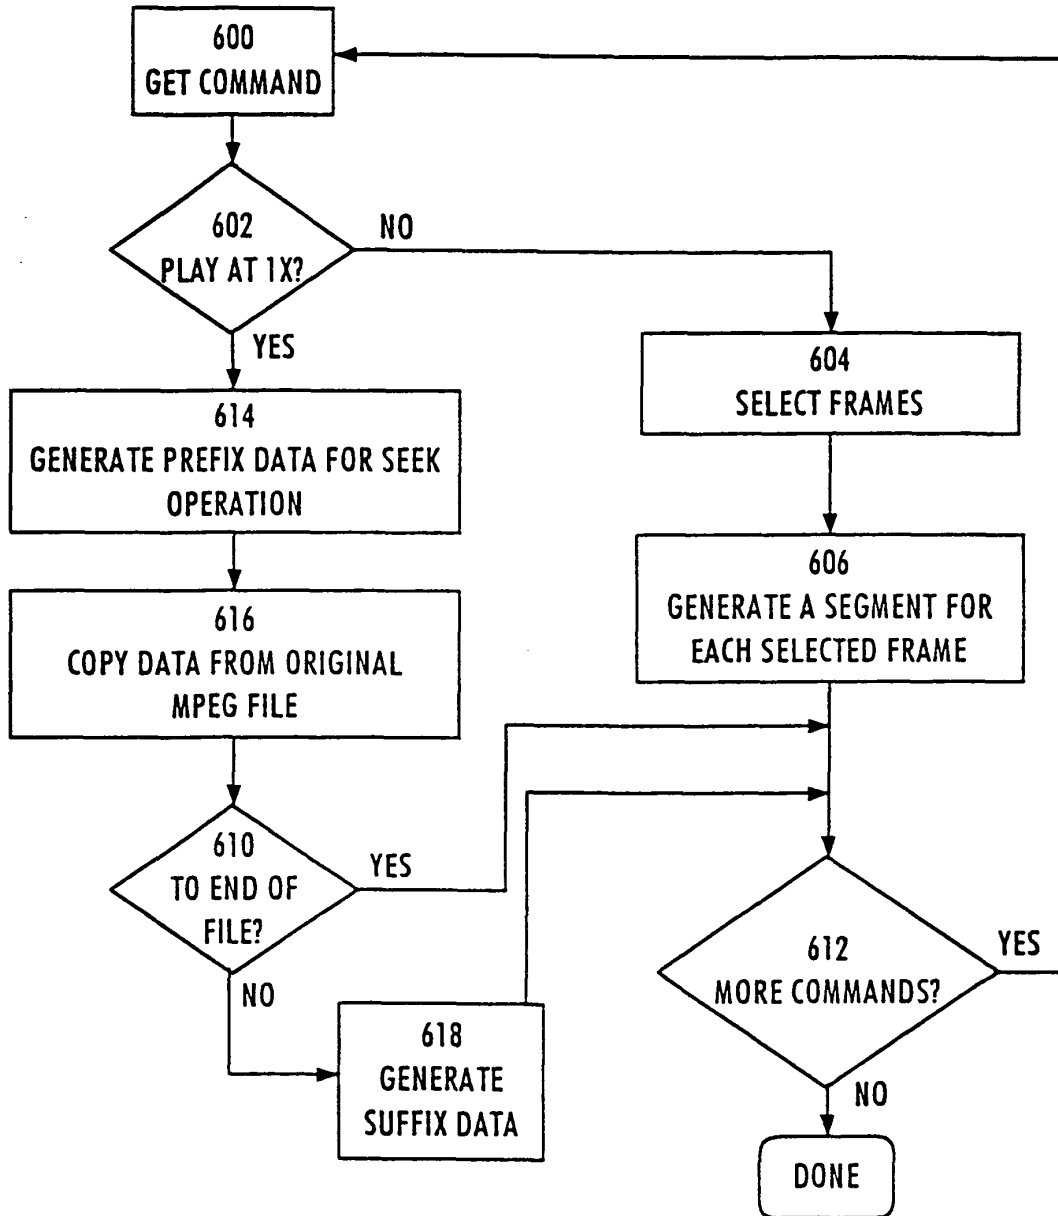 600
GET COMMAND
602
PLAY AT 1X?
NO
YES
604
SELECT FRAMES
614
GENERATE PREFIX DATA FOR SEEK
OPERATION
606
GENERATE A SEGMENT FOR
EACH SELECTED FRAME
616
COPY DATA FROM ORIGINAL
MPEG FILE
610
TO END OF
FILE?
YES
NO
612
MORE COMMANDS?
YES
NO
618
GENERATE
SUFFIX DATA
DONE